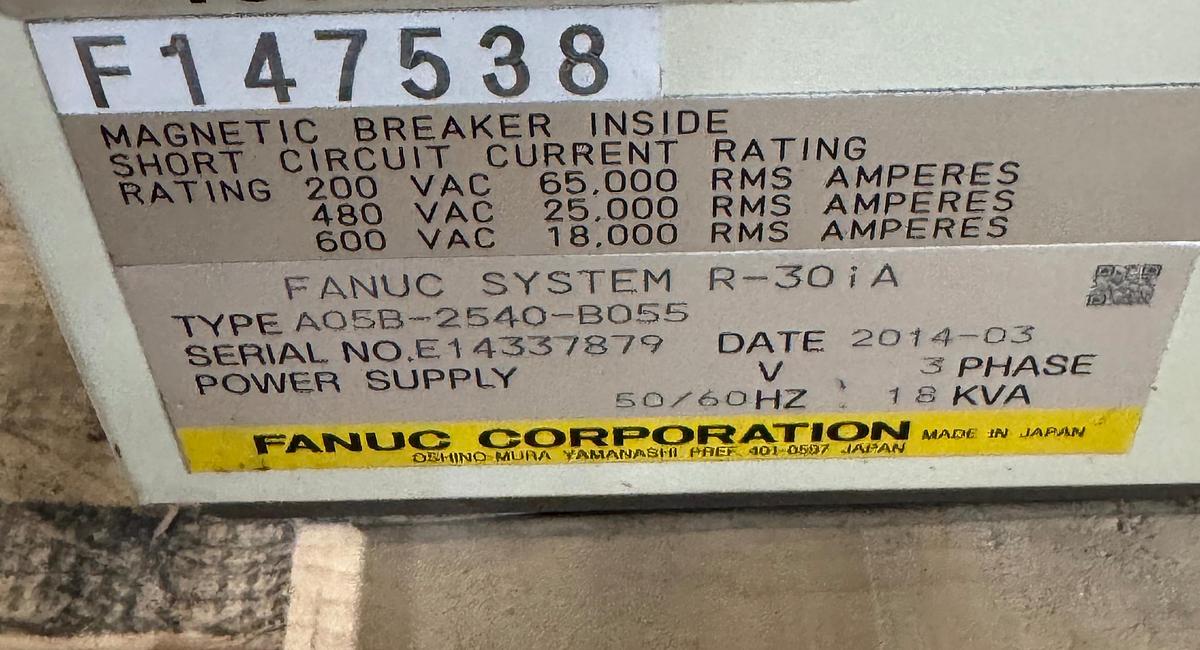 F147538
MAGNETIC BREAKER INSIDE
SHORT CIRCUIT CURRENT RATING
RATING 200 VAC 65,000 RMS AMPERES
480 VAC 25,000 RMS AMPERES
600 VAC 18,000 RMS AMPERES
FANUC SYSTEM R-30iA
TYPE A05B-2540-B055
SERIAL NO.E14337879 DATE 2014-03
POWER SUPPLY V 3 PHASE
50/60HZ 18 KVA
FANUC CORPORATION MADE IN JAPAN
OSHINO-MURA YAMANASHI PREF. 401-0597 JAPAN